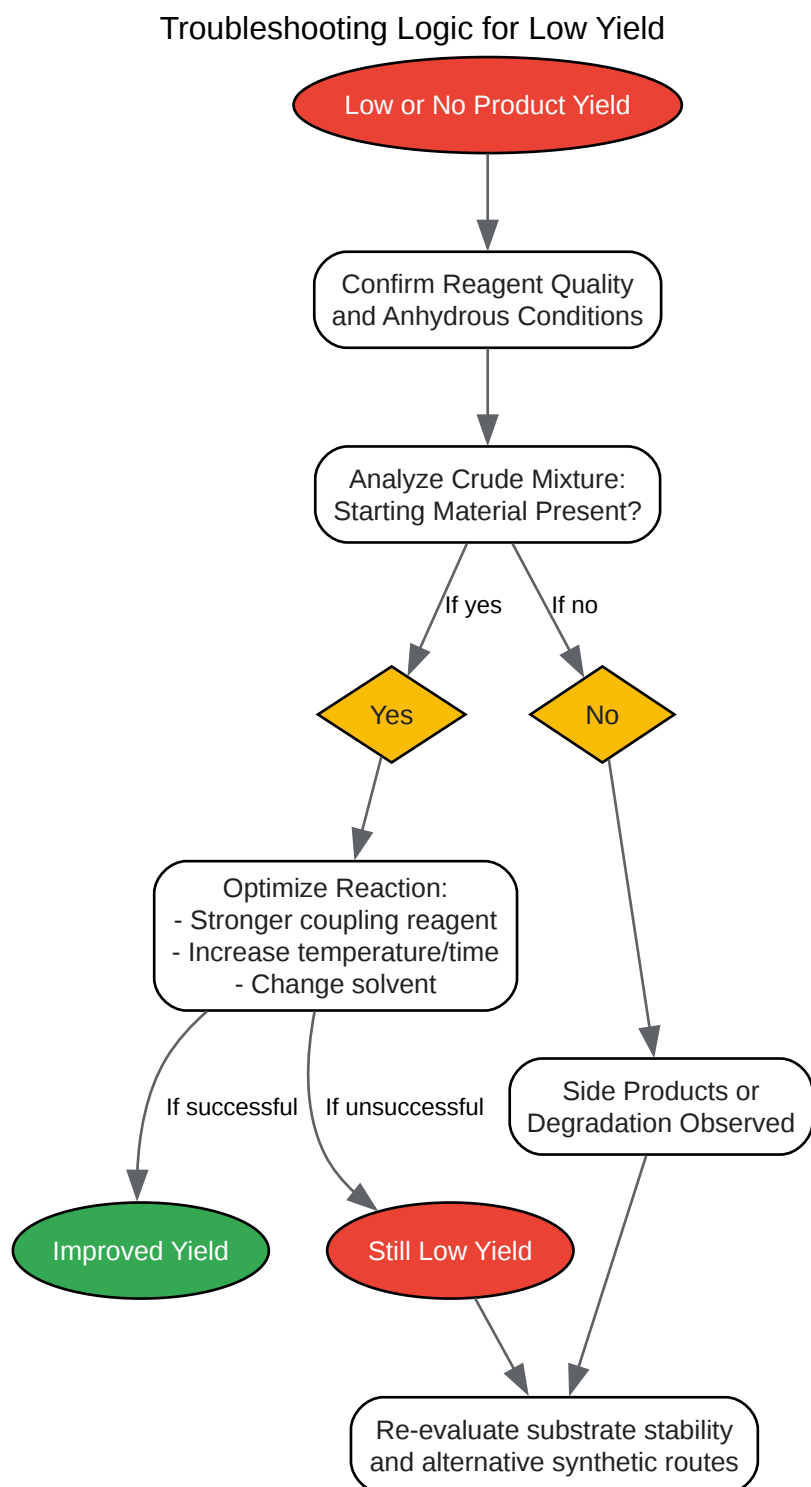 Troubleshooting Logic for Low Yield
Low or No Product Yield
Confirm Reagent Quality
and Anhydrous Conditions
Analyze Crude Mixture:
Starting Material Present?
If yes
If no
Yes
No
Optimize Reaction:
- Stronger coupling reagent
- Increase temperature/time
- Change solvent
Side Products or
Degradation Observed
If successful
If unsuccessful
Improved Yield
Still Low Yield
Re-evaluate substrate stability
and alternative synthetic routes